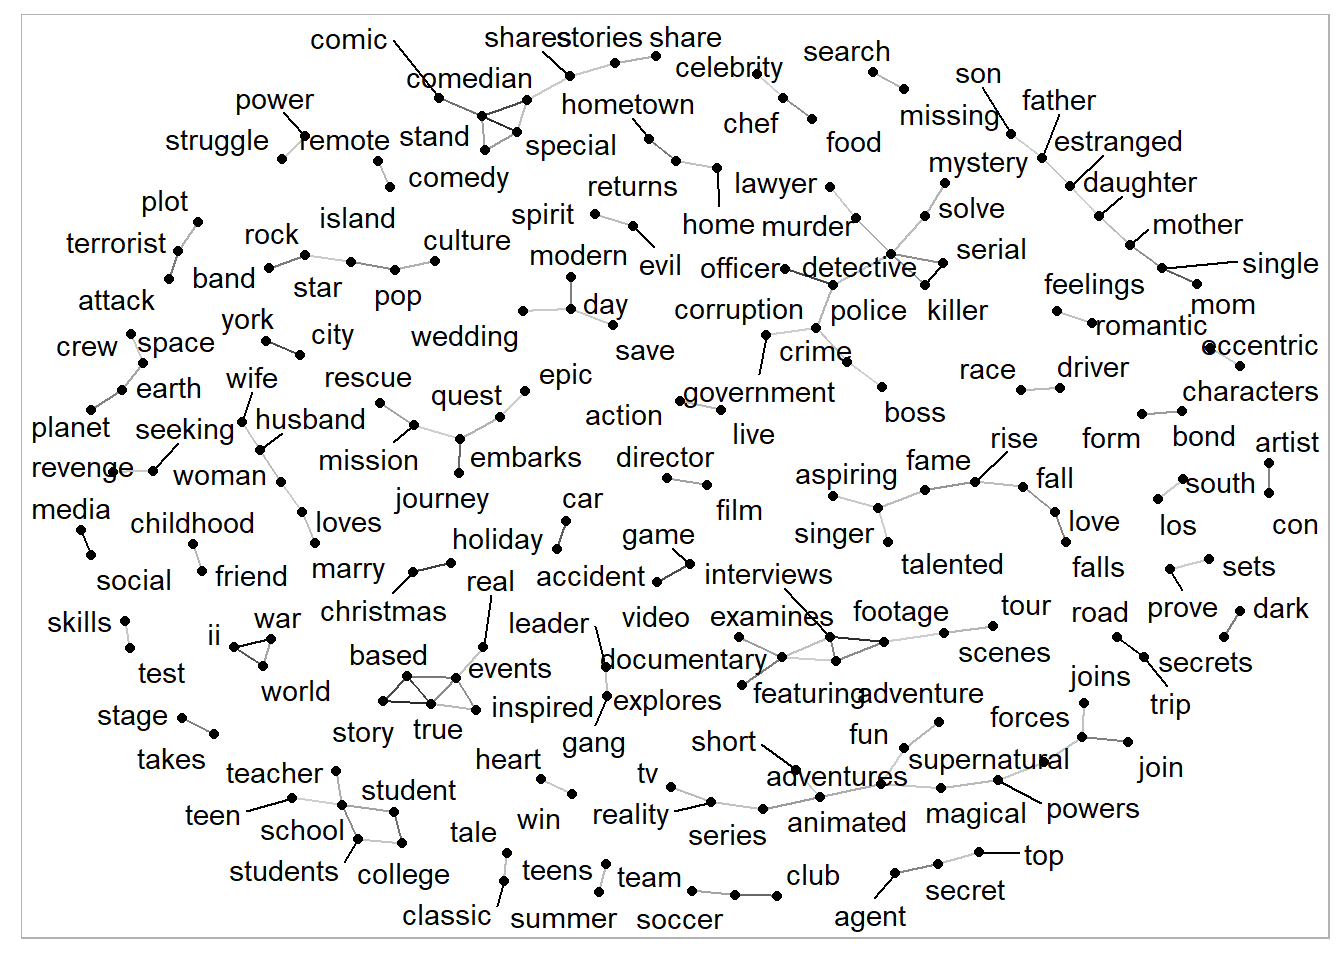 comic
shares
stories
share
comedian
celebrity
search
son
power
hometown
father
struggle
remote
stand
special
chef
food
missing
estranged
comedy
returns
lawyer
mystery
daughter
plot
island
spirit
home
murder
solve
mother
terrorist
rock
culture
modern
evil
officer
detective
serial
single
attack
band
star
pop
day
corruption
police
killer
feelings
mom
crew
space
york
city
wedding
save
crime
romantic
eccentric
earth
wife
rescue
quest
epic
action
government
boss
race
driver
characters
planet
seeking
husband
mission
embarks
director
live
aspiring
fame
rise
form
bond
artist
revenge
woman
journey
car
film
singer
fall
south
media
childhood
loves
holiday
game
love
los
con
social
friend
marry
christmas
real
accident
interviews
talented
falls
prove
sets
skills
ii
war
leader
video
examines
footage
tour
road
dark
test
world
based
events
documentary
scenes
secrets
stage
story
true
inspired
explores
featuring
adventure
joins
trip
takes
gang
short
fun
forces
teacher
student
heart
tv
adventures
supernatural
join
teen
school
tale
win
reality
series
animated
magical
powers
students
college
teens
team
club
secret
top
classic
summer
soccer
agent